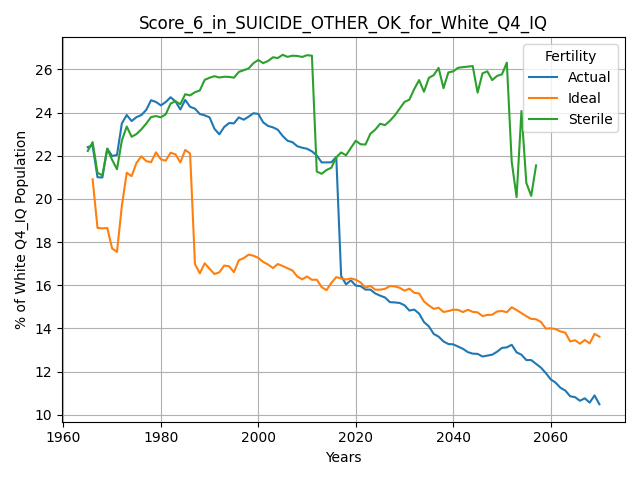 Score_6_in_SUICIDE_OTHER_OK_for_White_Q4_IQ
% of White Q4_IQ Population
26
24
22
20
18
16
14
12
10
1960
1980
2000
2020
2040
2060
Years
Fertility
Actual
Ideal
Sterile